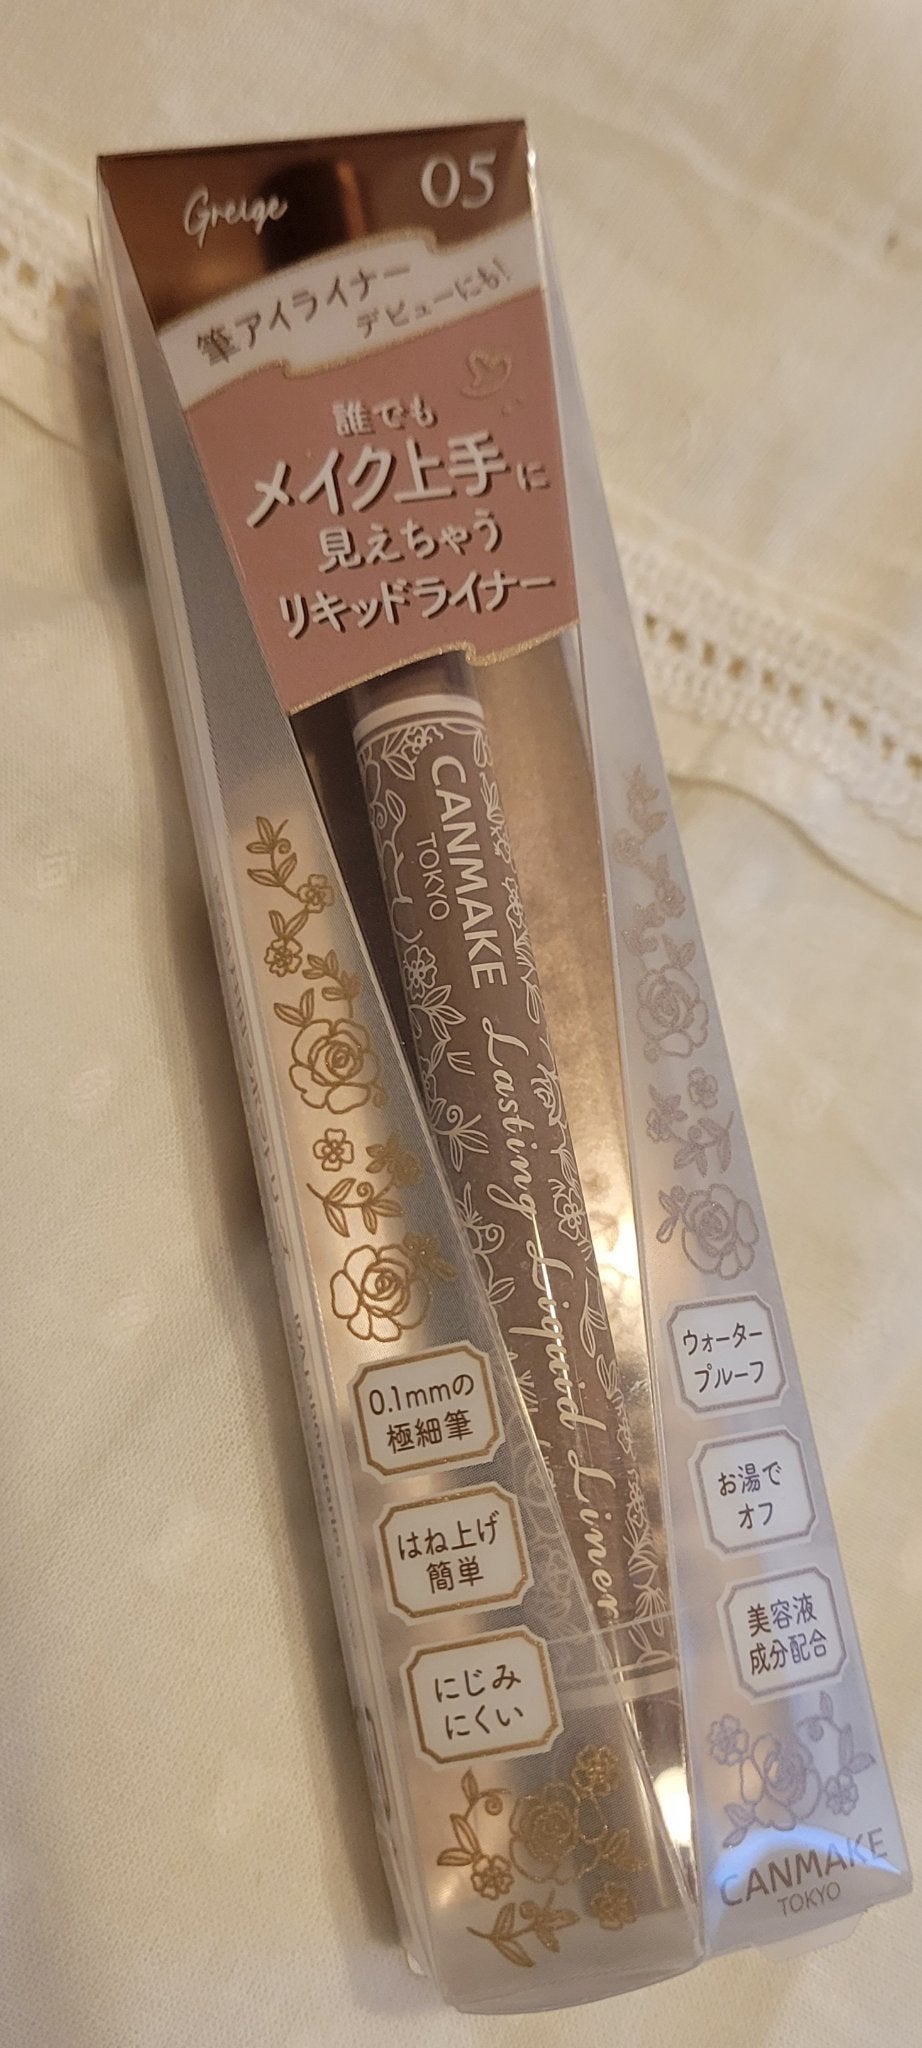 Greige
05
筆アイライナー
デビューにも!
誰でも
メイク上手に
見えちゃう
リキッドライナー
CANMAKE
TOKYO
Lasting Liquid Liner
0.1mmの
極細筆
はね上げ
簡単
にじみ
にくい
ウォーター
プルーフ
お湯で
オフ
美容液
成分配合
CANMAKE
TOKYO